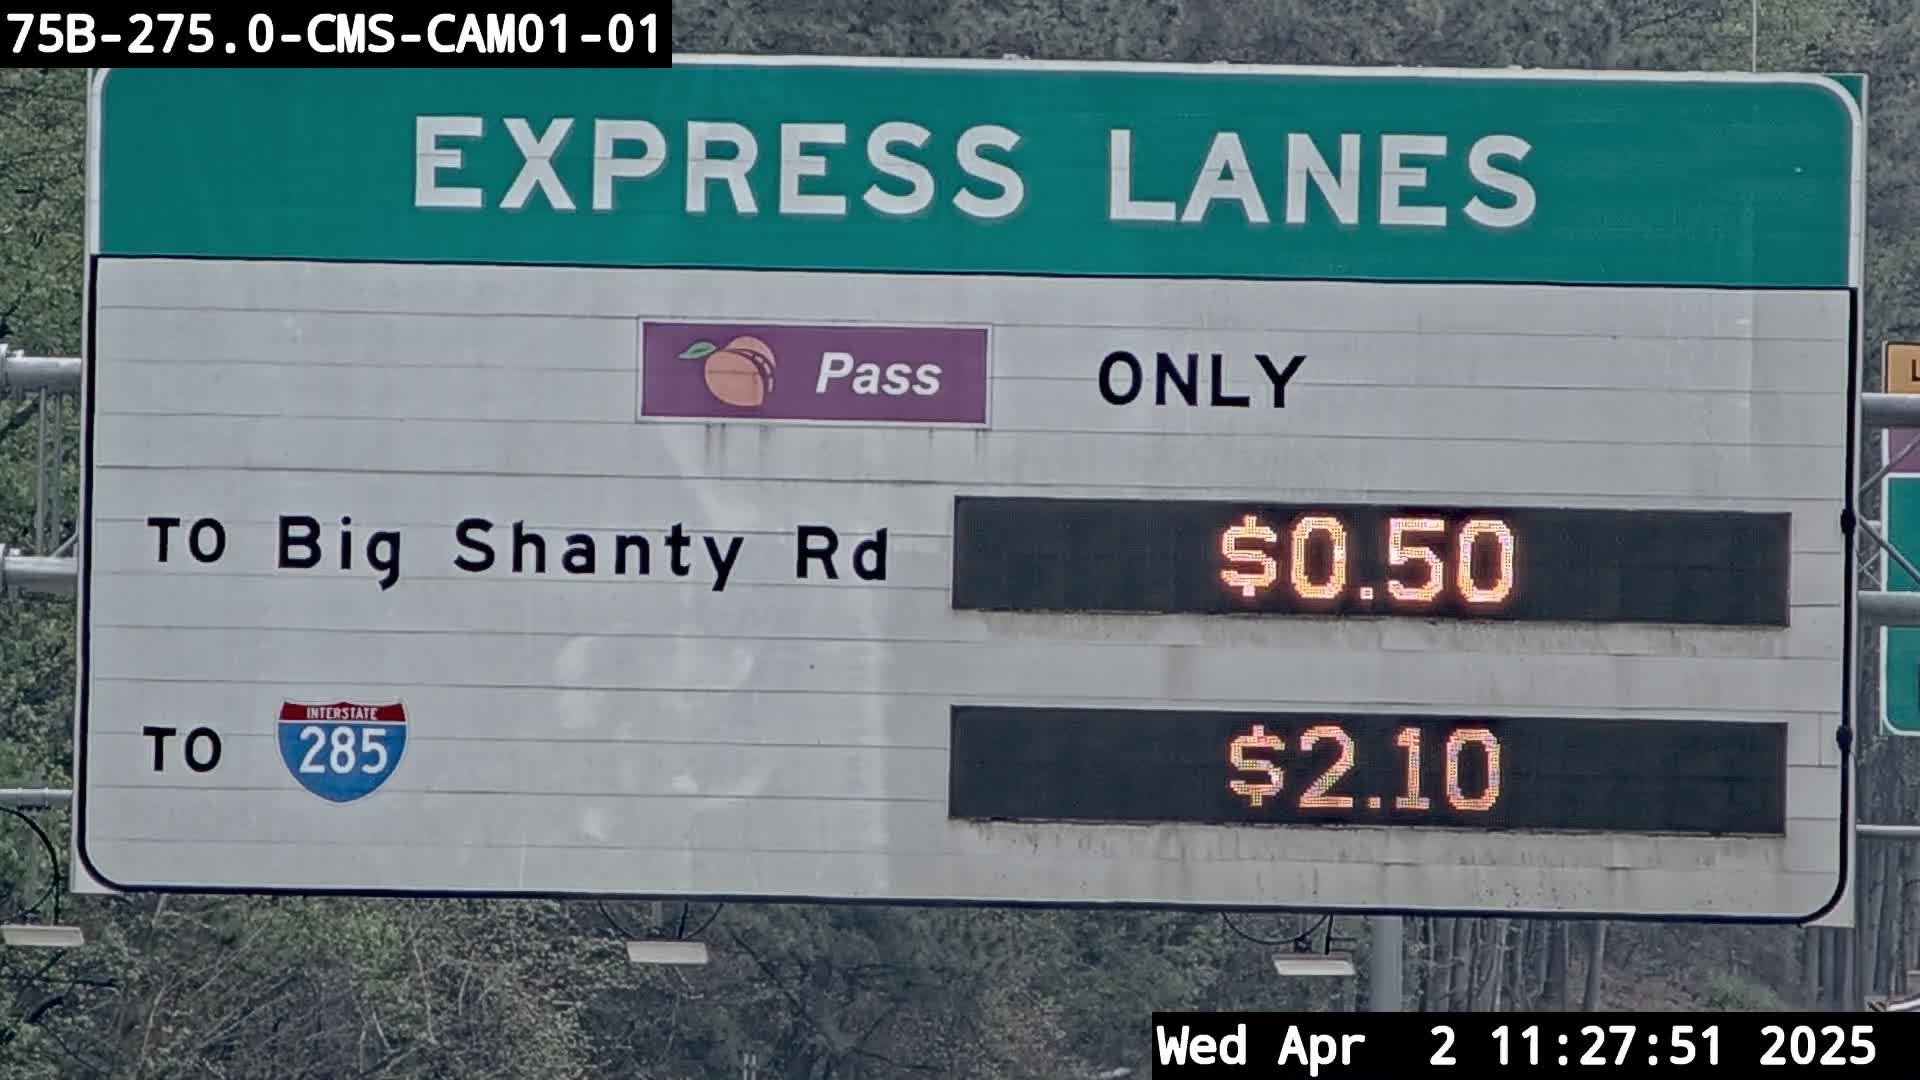 75B-275.0-CMS-CAM01-01
EXPRESS LANES
Pass ONLY
TO Big Shanty Rd $0.50
TO INTERSTATE 285 $2.10
Wed Apr 2 11:27:51 2025